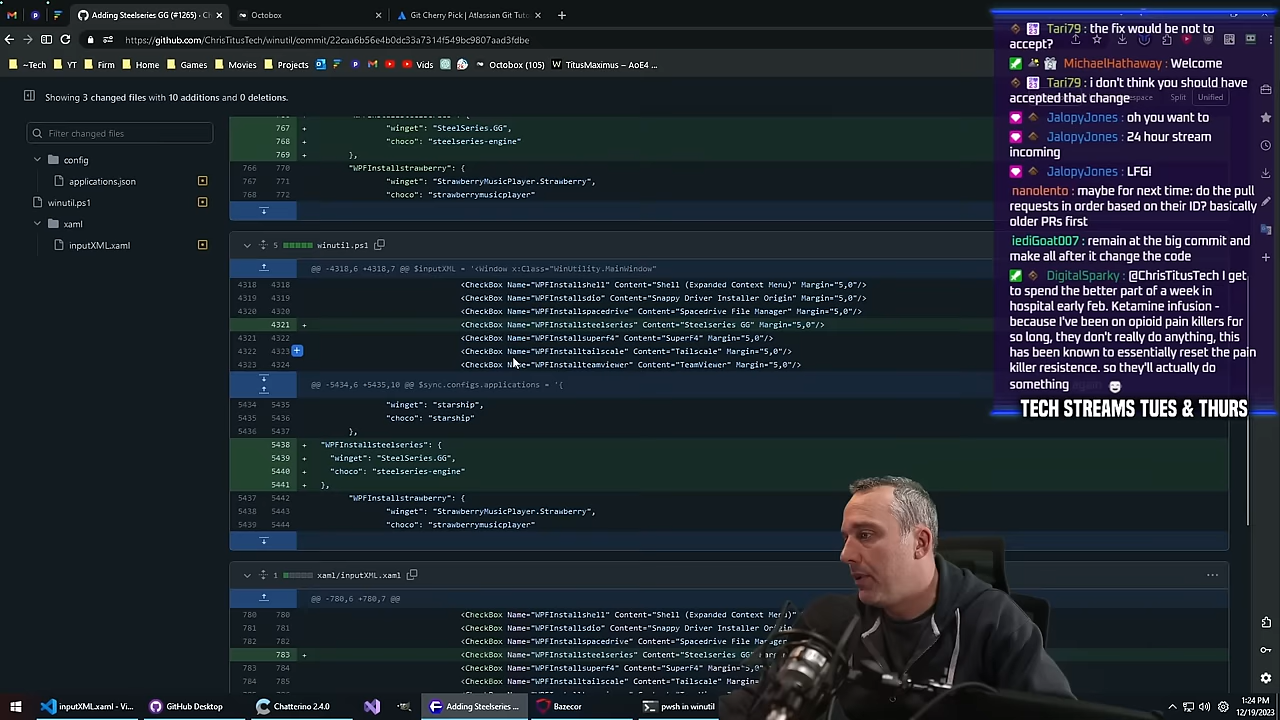 Adding Steelseries GG (#1265) · C
Octobox
Git Cherry Pick | Atlassian Git Tuto
https://github.com/ChrisTitusTech/winutil/comm
~Tech
YT
Firm
Home
Games
Movies
Projects
Vids
Octobox (105)
TitusMaximus – AoE4 ...
Showing 3 changed files with 10 additions and 0 deletions.
Split
Unified
Filter changed files
config
applications.json
winutil.ps1
xaml
inputXML.xaml
767 + "winget": "SteelSeries.GG",
768 + "choco": "steelseries-engine"
769 + },
766 770 "WPFInstallstrawberry": {
767 771 "winget": "StrawberryMusicPlayer.Strawberry",
768 772 "choco": "strawberrymusicplayer"
5 winutil.ps1
@@ -4318,6 +4318,7 @@ $inputXML = '<Window x:Class="WinUtility.MainWindow"
4318 4318 <CheckBox Name="WPFInstallshell" Content="Shell (Expanded Context Menu)" Margin="5,0"/>
4319 4319 <CheckBox Name="WPFInstallsdio" Content="Snappy Driver Installer Origin" Margin="5,0"/>
4320 4320 <CheckBox Name="WPFInstallspacedrive" Content="Spacedrive File Manager" Margin="5,0"/>
4321 + <CheckBox Name="WPFInstallsteelseries" Content="Steelseries GG" Margin="5,0"/>
4321 4322 <CheckBox Name="WPFInstallsuperf4" Content="SuperF4" Margin="5,0"/>
4322 4323 <CheckBox Name="WPFInstalltailscale" Content="Tailscale" Margin="5,0"/>
4323 4324 <CheckBox Name="WPFInstallteamviewer" Content="TeamViewer" Margin="5,0"/>
@@ -5434,6 +5435,10 @@ $sync.configs.applications = '{
5434 5435 "winget": "starship",
5435 5436 "choco": "starship"
5436 5437 },
5438 + "WPFInstallsteelseries": {
5439 + "winget": "SteelSeries.GG",
5440 + "choco": "steelseries-engine"
5441 + },
5437 5442 "WPFInstallstrawberry": {
5438 5443 "winget": "StrawberryMusicPlayer.Strawberry",
5439 5444 "choco": "strawberrymusicplayer"
1 xaml/inputXML.xaml
@@ -780,6 +780,7 @@
780 780 <CheckBox Name="WPFInstallshell" Content="Shell (Expanded Context Menu)" Margin="5,0"/>
781 781 <CheckBox Name="WPFInstallsdio" Content="Snappy Driver Installer Origin"
782 782 <CheckBox Name="WPFInstallspacedrive" Content="Spacedrive File Manager"
783 + <CheckBox Name="WPFInstallsteelseries" Content="Steelseries GG"
783 784 <CheckBox Name="WPFInstallsuperf4" Content="SuperF4"
784 785 <CheckBox Name="WPFInstalltailscale" Content="Tailscale"
Tari79 : the fix would be not to
accept?
MichaelHathaway : Welcome
Tari79 : i don't think you should have
accepted that change
JalopyJones : oh you want to
JalopyJones : 24 hour stream
incoming
JalopyJones : LFG!
nanolento : maybe for next time: do the pull
requests in order based on their ID? basically
older PRs first
iediGoat007 : remain at the big commit and
make all after it change the code
DigitalSparky : @ChrisTitusTech I get
to spend the better part of a week in
hospital early feb. Ketamine infusion -
because I've been on opioid pain killers for
so long, they don't really do anything, this
has been known to essentially reset the pain
killer resistence. so they'll actually do
something again
TECH STREAMS TUES & THURS
inputXML.xaml - Vi...
GitHub Desktop
Chatterino 2.4.0
Adding Steelseries ...
Bazecor
pwsh in winutil
1:24 PM
12/19/2023